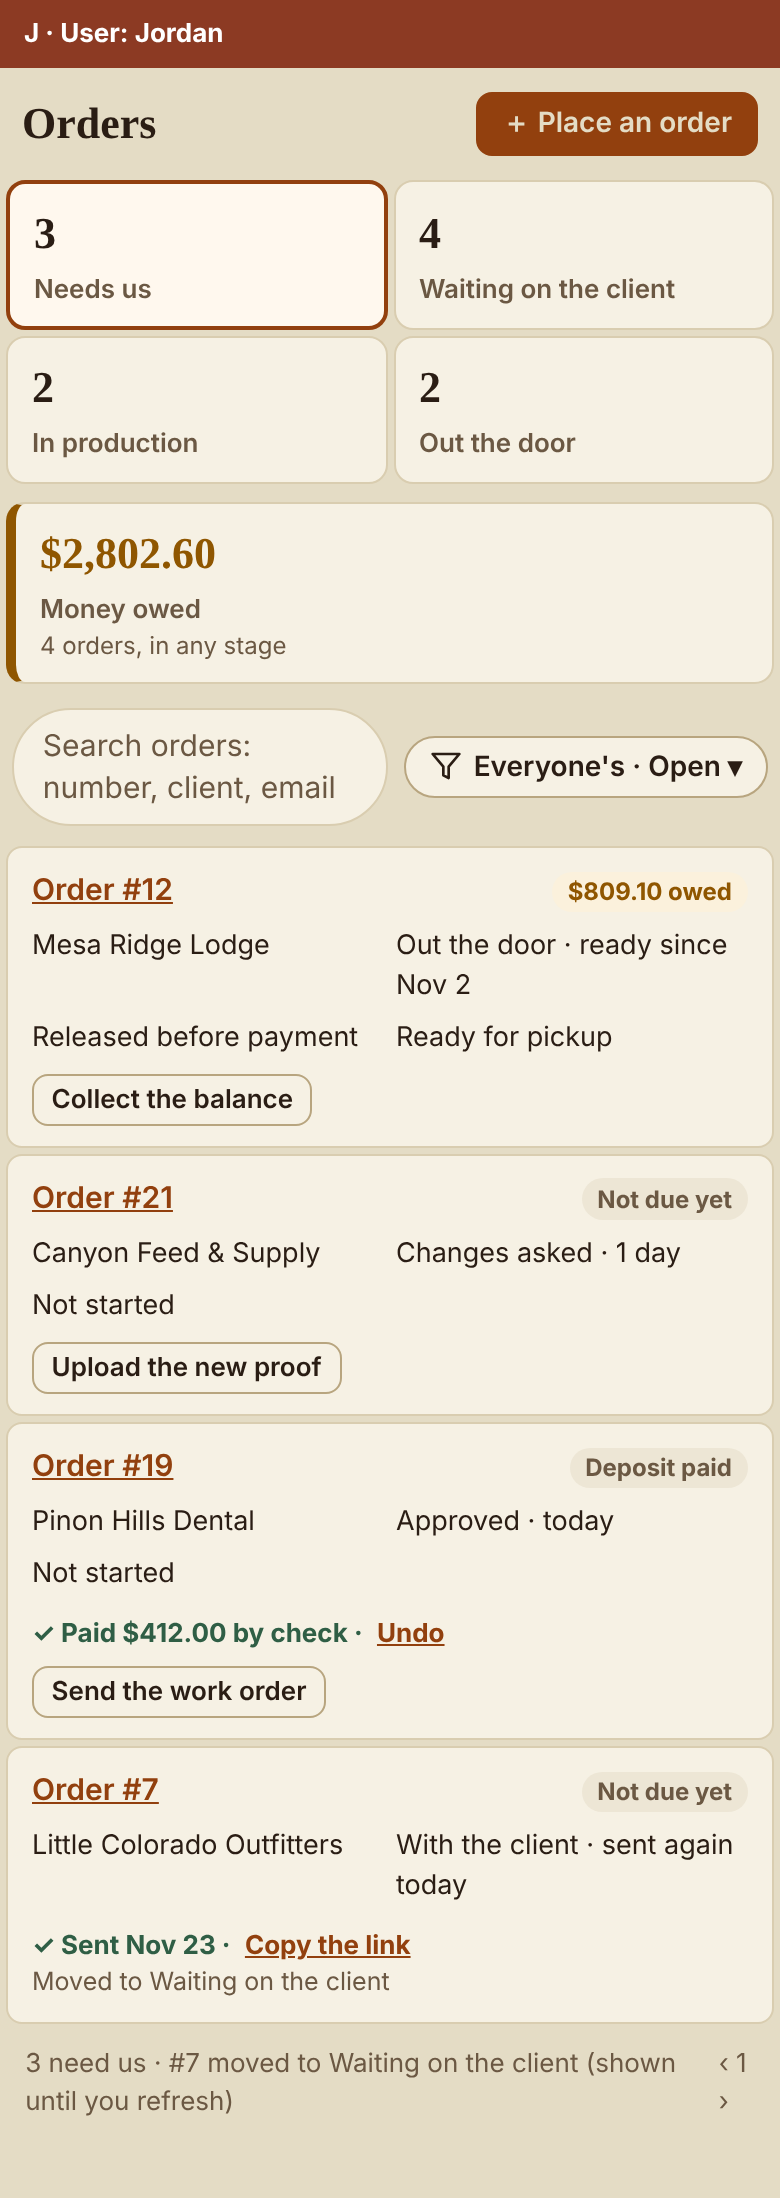 J · User: Jordan
Orders
+ Place an order
3
Needs us
4
Waiting on the client
2
In production
2
Out the door
$2,802.60
Money owed
4 orders, in any stage
Search orders:
number, client, email
Everyone's · Open ▾
Order #12
$809.10 owed
Mesa Ridge Lodge
Out the door · ready since
Nov 2
Released before payment
Ready for pickup
Collect the balance
Order #21
Not due yet
Canyon Feed & Supply
Changes asked · 1 day
Not started
Upload the new proof
Order #19
Deposit paid
Pinon Hills Dental
Approved · today
Not started
✓ Paid $412.00 by check · Undo
Send the work order
Order #7
Not due yet
Little Colorado Outfitters
With the client · sent again
today
✓ Sent Nov 23 · Copy the link
Moved to Waiting on the client
3 need us · #7 moved to Waiting on the client (shown
until you refresh)
‹ 1
›